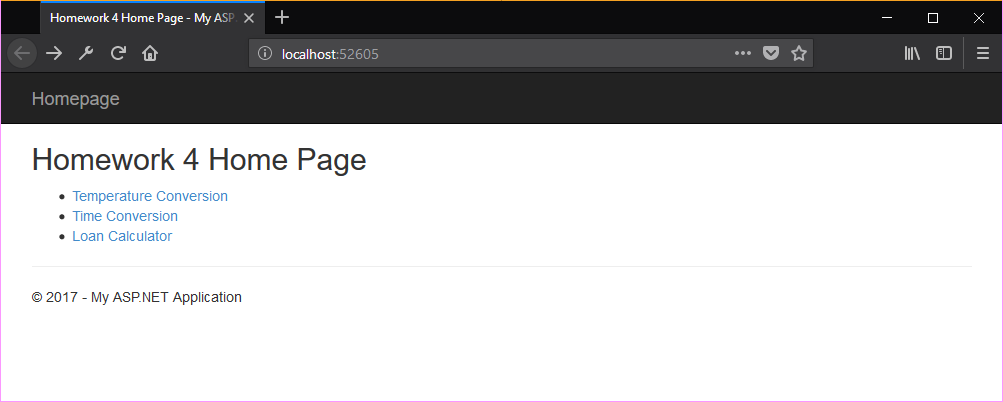 Homework 4 Home Page - My ASP
localhost:52605
Homepage
Homework 4 Home Page
Temperature Conversion
Time Conversion
Loan Calculator
© 2017 - My ASP.NET Application